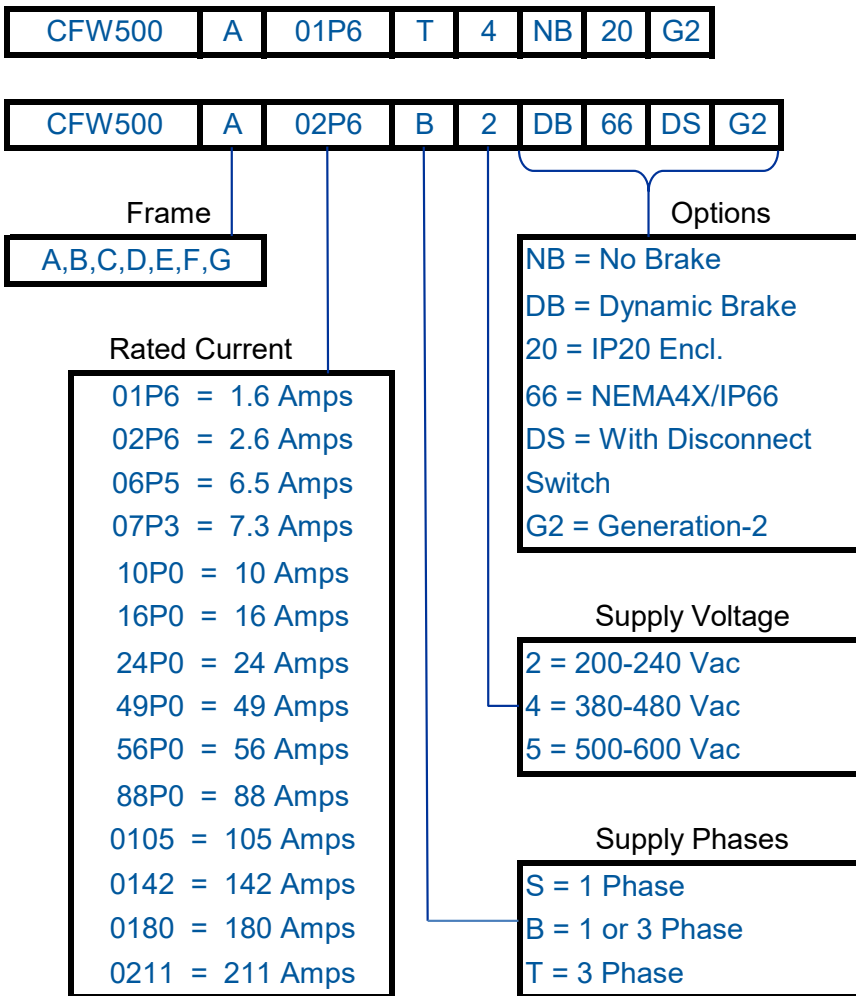 CFW500 A 01P6 T 4 NB 20 G2
CFW500 A 02P6 B 2 DB 66 DS G2
Frame
A,B,C,D,E,F,G
Rated Current
01P6 = 1.6 Amps
02P6 = 2.6 Amps
06P5 = 6.5 Amps
07P3 = 7.3 Amps
10P0 = 10 Amps
16P0 = 16 Amps
24P0 = 24 Amps
49P0 = 49 Amps
56P0 = 56 Amps
88P0 = 88 Amps
0105 = 105 Amps
0142 = 142 Amps
0180 = 180 Amps
0211 = 211 Amps
Options
NB = No Brake
DB = Dynamic Brake
20 = IP20 Encl.
66 = NEMA4X/IP66
DS = With Disconnect
Switch
G2 = Generation-2
Supply Voltage
2 = 200-240 Vac
4 = 380-480 Vac
5 = 500-600 Vac
Supply Phases
S = 1 Phase
B = 1 or 3 Phase
T = 3 Phase